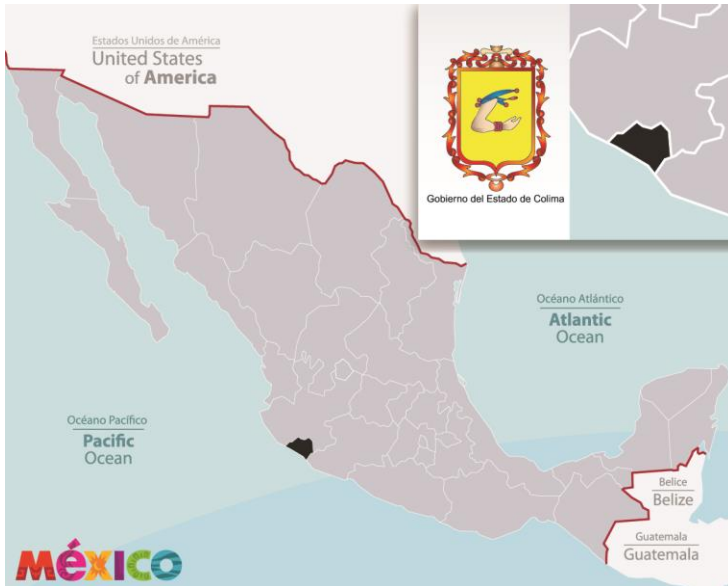 Estados Unidos de América
United States
of America
Gobierno del Estado de Colima
Océano Atlántico
Atlantic
Ocean
Océano Pacífico
Pacific
Ocean
Belice
Belize
Guatemala
Guatemala
MéXICO